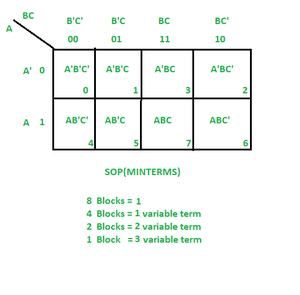 BC
A
B'C' B'C BC BC'
00 01 11 10
A' 0 A'B'C' A'B'C A'BC A'BC'
0 1 3 2
A 1 AB'C' AB'C ABC ABC'
4 5 7 6
SOP(MINTERMS)
8 Blocks = 1
4 Blocks = 1 variable term
2 Blocks = 2 variable term
1 Block = 3 variable term